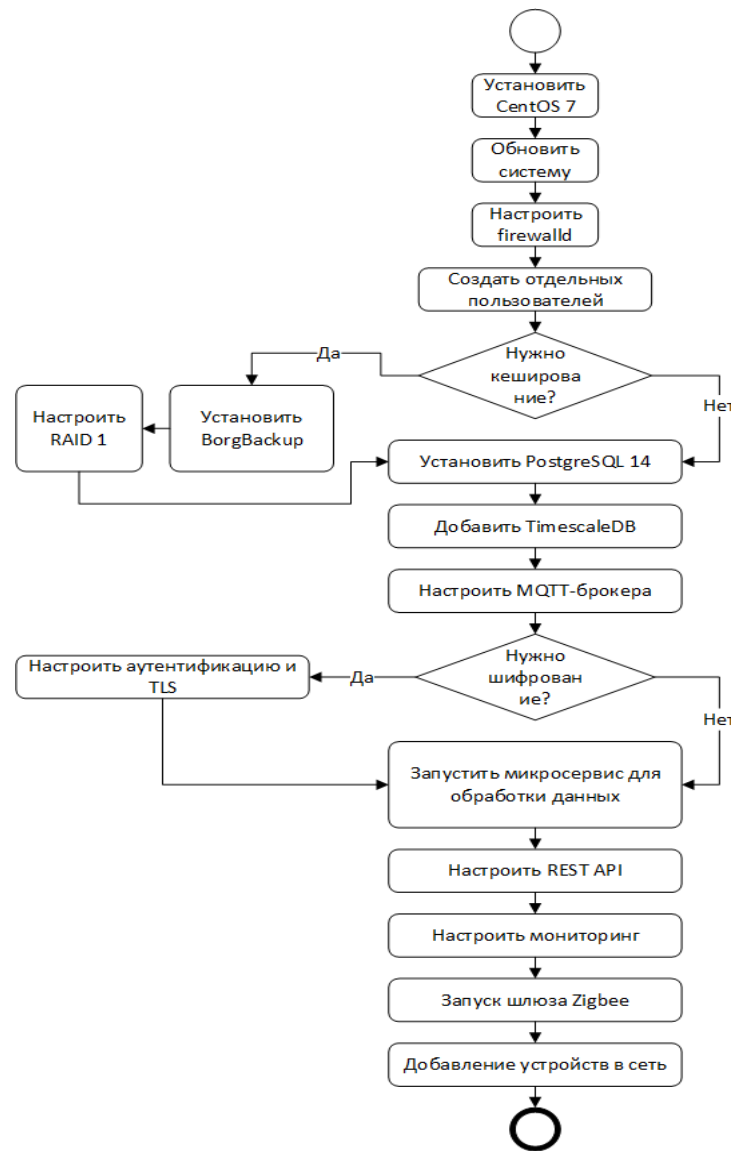 Установить
CentOS 7
Обновить
систему
Настроить
firewalld
Создать отдельных
пользователей
Нужно
кеширова
ние?
Да
Нет
Установить
BorgBackup
Настроить
RAID 1
Установить PostgreSQL 14
Добавить TimescaleDB
Настроить MQTT-брокера
Нужно
шифрован
ие?
Да
Нет
Настроить аутентификацию и
TLS
Запустить микросервис для
обработки данных
Настроить REST API
Настроить мониторинг
Запуск шлюза Zigbee
Добавление устройств в сеть